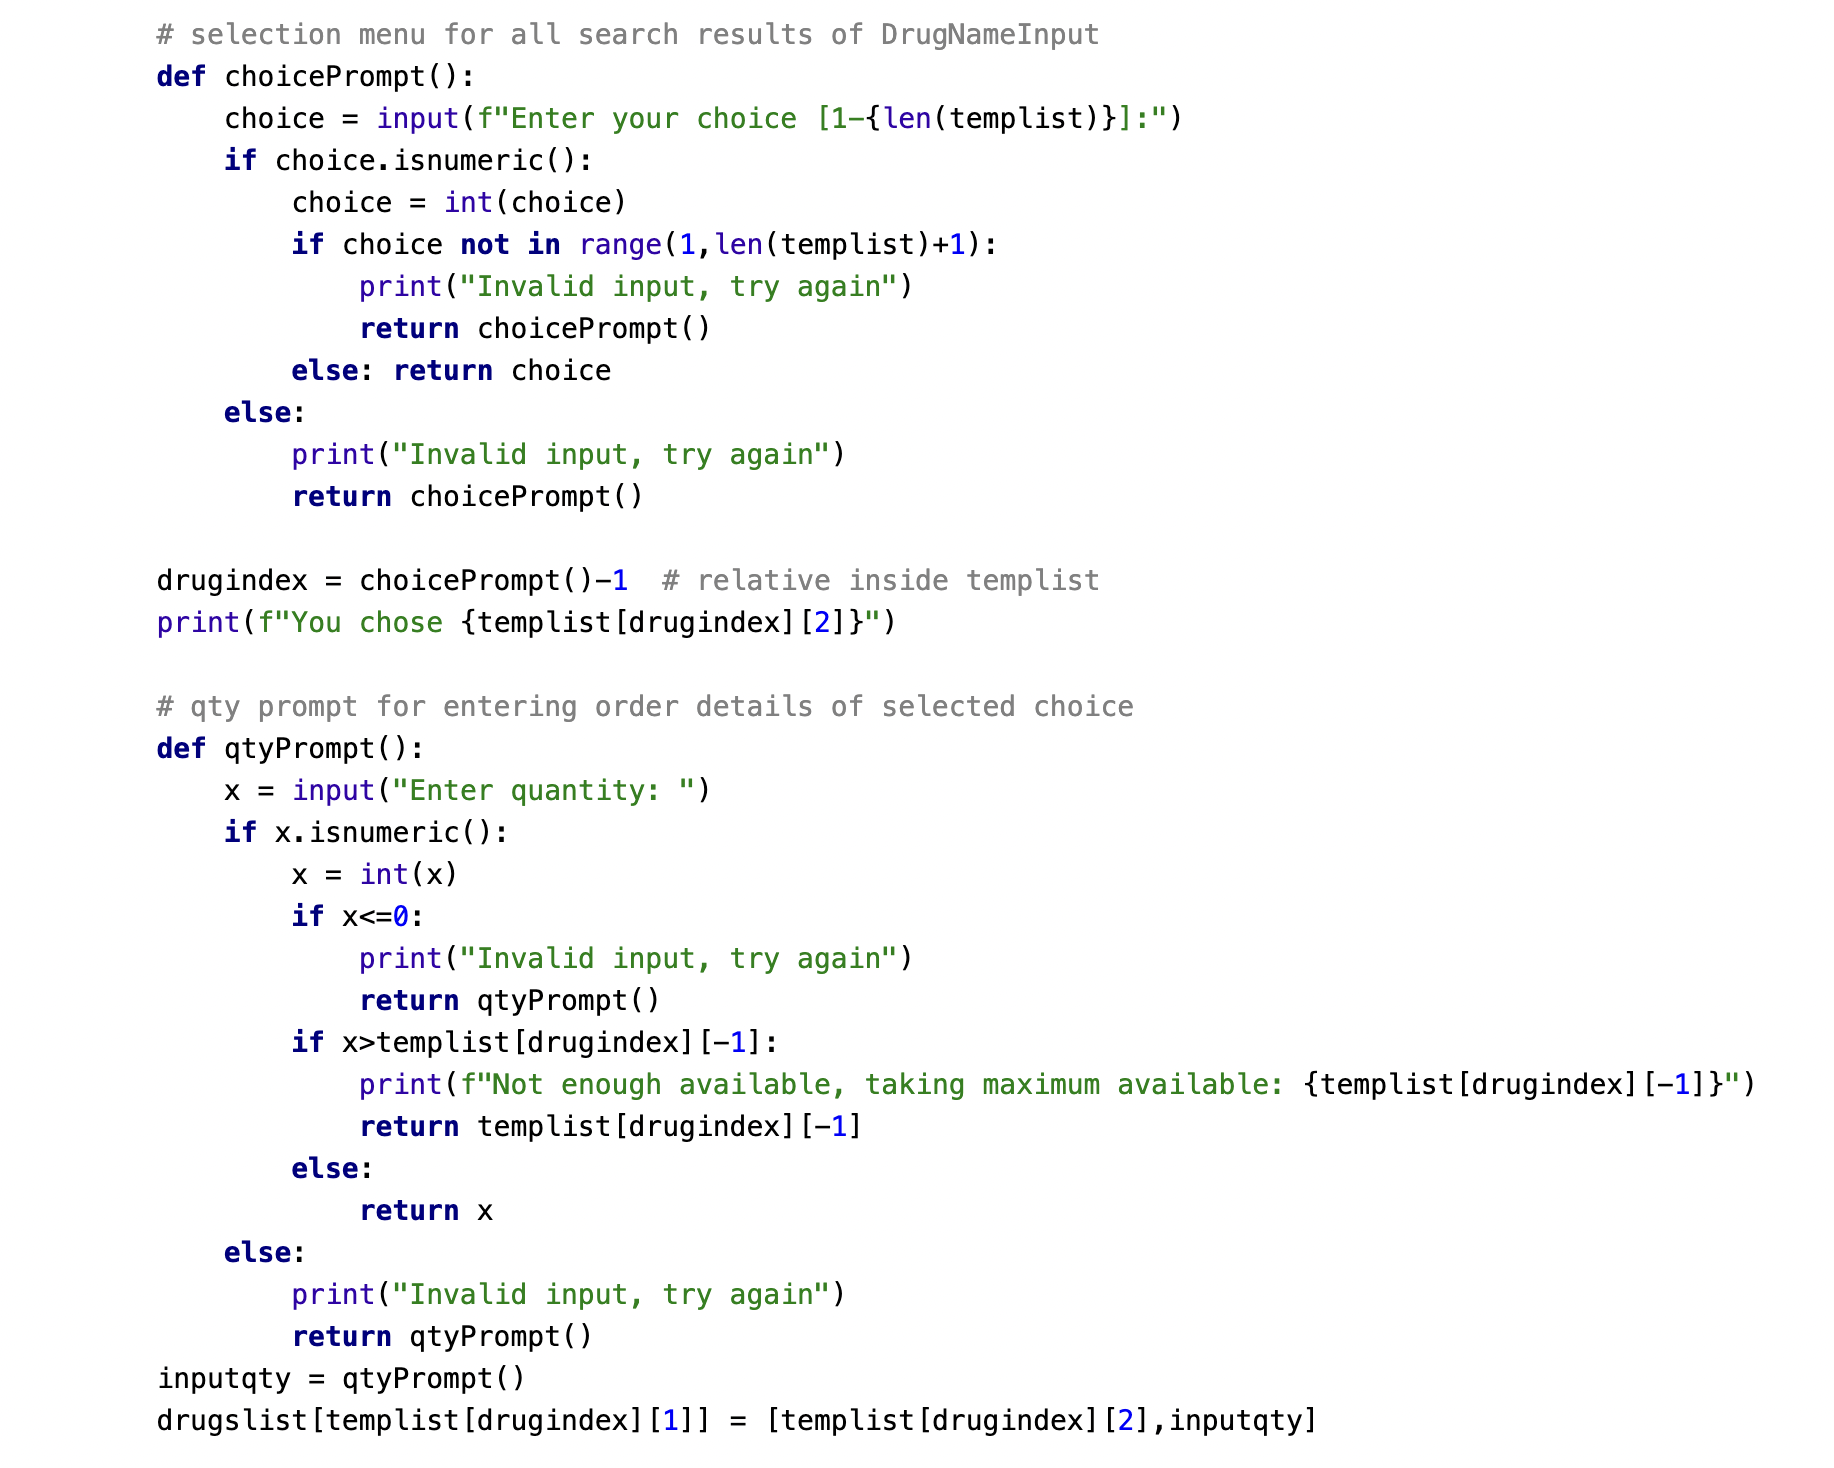 # selection menu for all search results of DrugNameInput
def choicePrompt():
    choice = input(f"Enter your choice [1-{len(templist)}]:")
    if choice.isnumeric():
        choice = int(choice)
        if choice not in range(1,len(templist)+1):
            print("Invalid input, try again")
            return choicePrompt()
        else: return choice
    else:
        print("Invalid input, try again")
        return choicePrompt()

drugindex = choicePrompt()-1  # relative inside templist
print(f"You chose {templist[drugindex][2]}")

# qty prompt for entering order details of selected choice
def qtyPrompt():
    x = input("Enter quantity: ")
    if x.isnumeric():
        x = int(x)
        if x<=0:
            print("Invalid input, try again")
            return qtyPrompt()
        if x>templist[drugindex][-1]:
            print(f"Not enough available, taking maximum available: {templist[drugindex][-1]}")
            return templist[drugindex][-1]
        else:
            return x
    else:
        print("Invalid input, try again")
        return qtyPrompt()
inputqty = qtyPrompt()
drugslist[templist[drugindex][1]] = [templist[drugindex][2],inputqty]